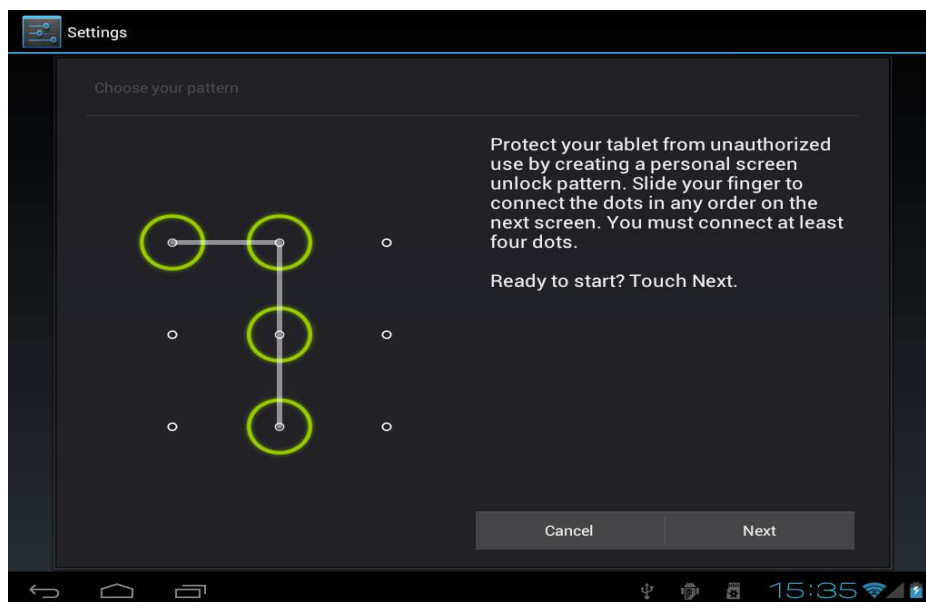 Settings
Choose your pattern
Protect your tablet from unauthorized
use by creating a personal screen
unlock pattern. Slide your finger to
connect the dots in any order on the
next screen. You must connect at least
four dots.
Ready to start? Touch Next.
Cancel
Next
15:35